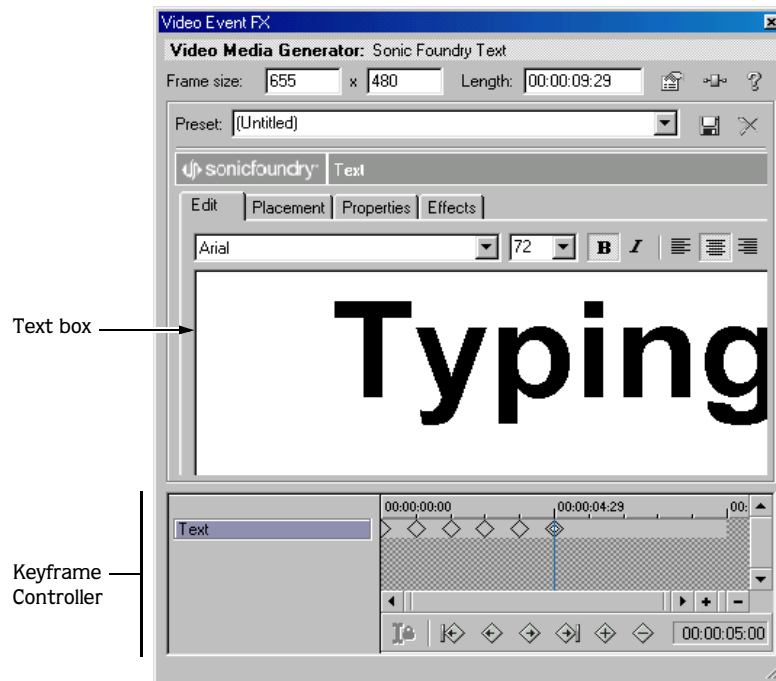 Video Event FX
Video Media Generator: Sonic Foundry Text
Frame size: 655 x 480 Length: 00:00:09:29
Preset: (Untitled)
sonicfoundry Text
Edit Placement Properties Effects
Arial 72 B I
Text box
Typing
00:00:00:00 00:00:04:29 00:
Text
Keyframe
Controller
00:00:05:00